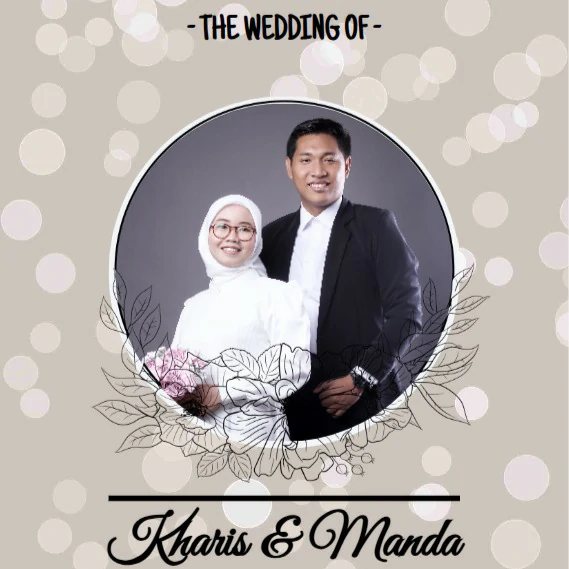 - THE WEDDING OF -
Kharis & Manda